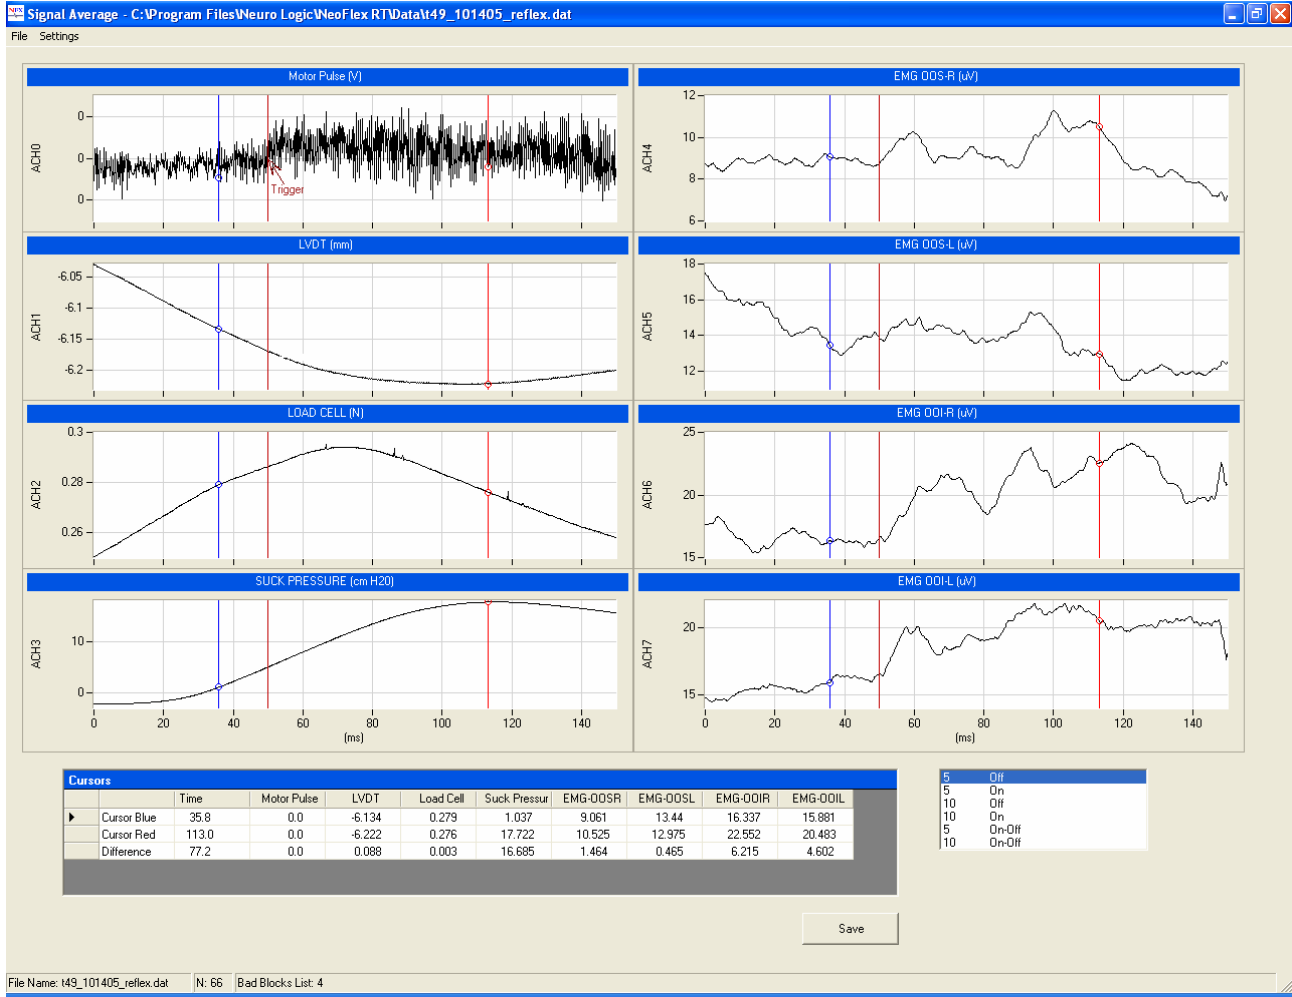 Signal Average - C:\Program Files\Neuro Logic\NeoFlex RT\Data\t49_101405_reflex.dat
File Settings
Motor Pulse (V)
ACH0
0
0
0
Trigger
LVDT (mm)
ACH1
-6.05
-6.1
-6.15
-6.2
LOAD CELL (N)
ACH2
0.3
0.28
0.26
SUCK PRESSURE (cm H20)
ACH3
10
0
0 20 40 60 80 100 120 140
(ms)
EMG OOS-R (uV)
ACH4
12
10
8
6
EMG OOS-L (uV)
ACH5
18
16
14
12
EMG OOI-R (uV)
ACH6
25
20
15
EMG OOI-L (uV)
ACH7
20
15
0 20 40 60 80 100 120 140
(ms)
Cursors
Time Motor Pulse LVDT Load Cell Suck Pressur EMG-OOSR EMG-OOSL EMG-OOIR EMG-OOIL
Cursor Blue 35.8 0.0 -6.134 0.279 1.037 9.061 13.44 16.337 15.881
Cursor Red 113.0 0.0 -6.222 0.276 17.722 10.525 12.975 22.552 20.483
Difference 77.2 0.0 0.088 0.003 16.685 1.464 0.465 6.215 4.602
5 Off
5 On
10 Off
10 On
5 On-Off
10 On-Off
Save
File Name: t49_101405_reflex.dat N: 66 Bad Blocks List: 4